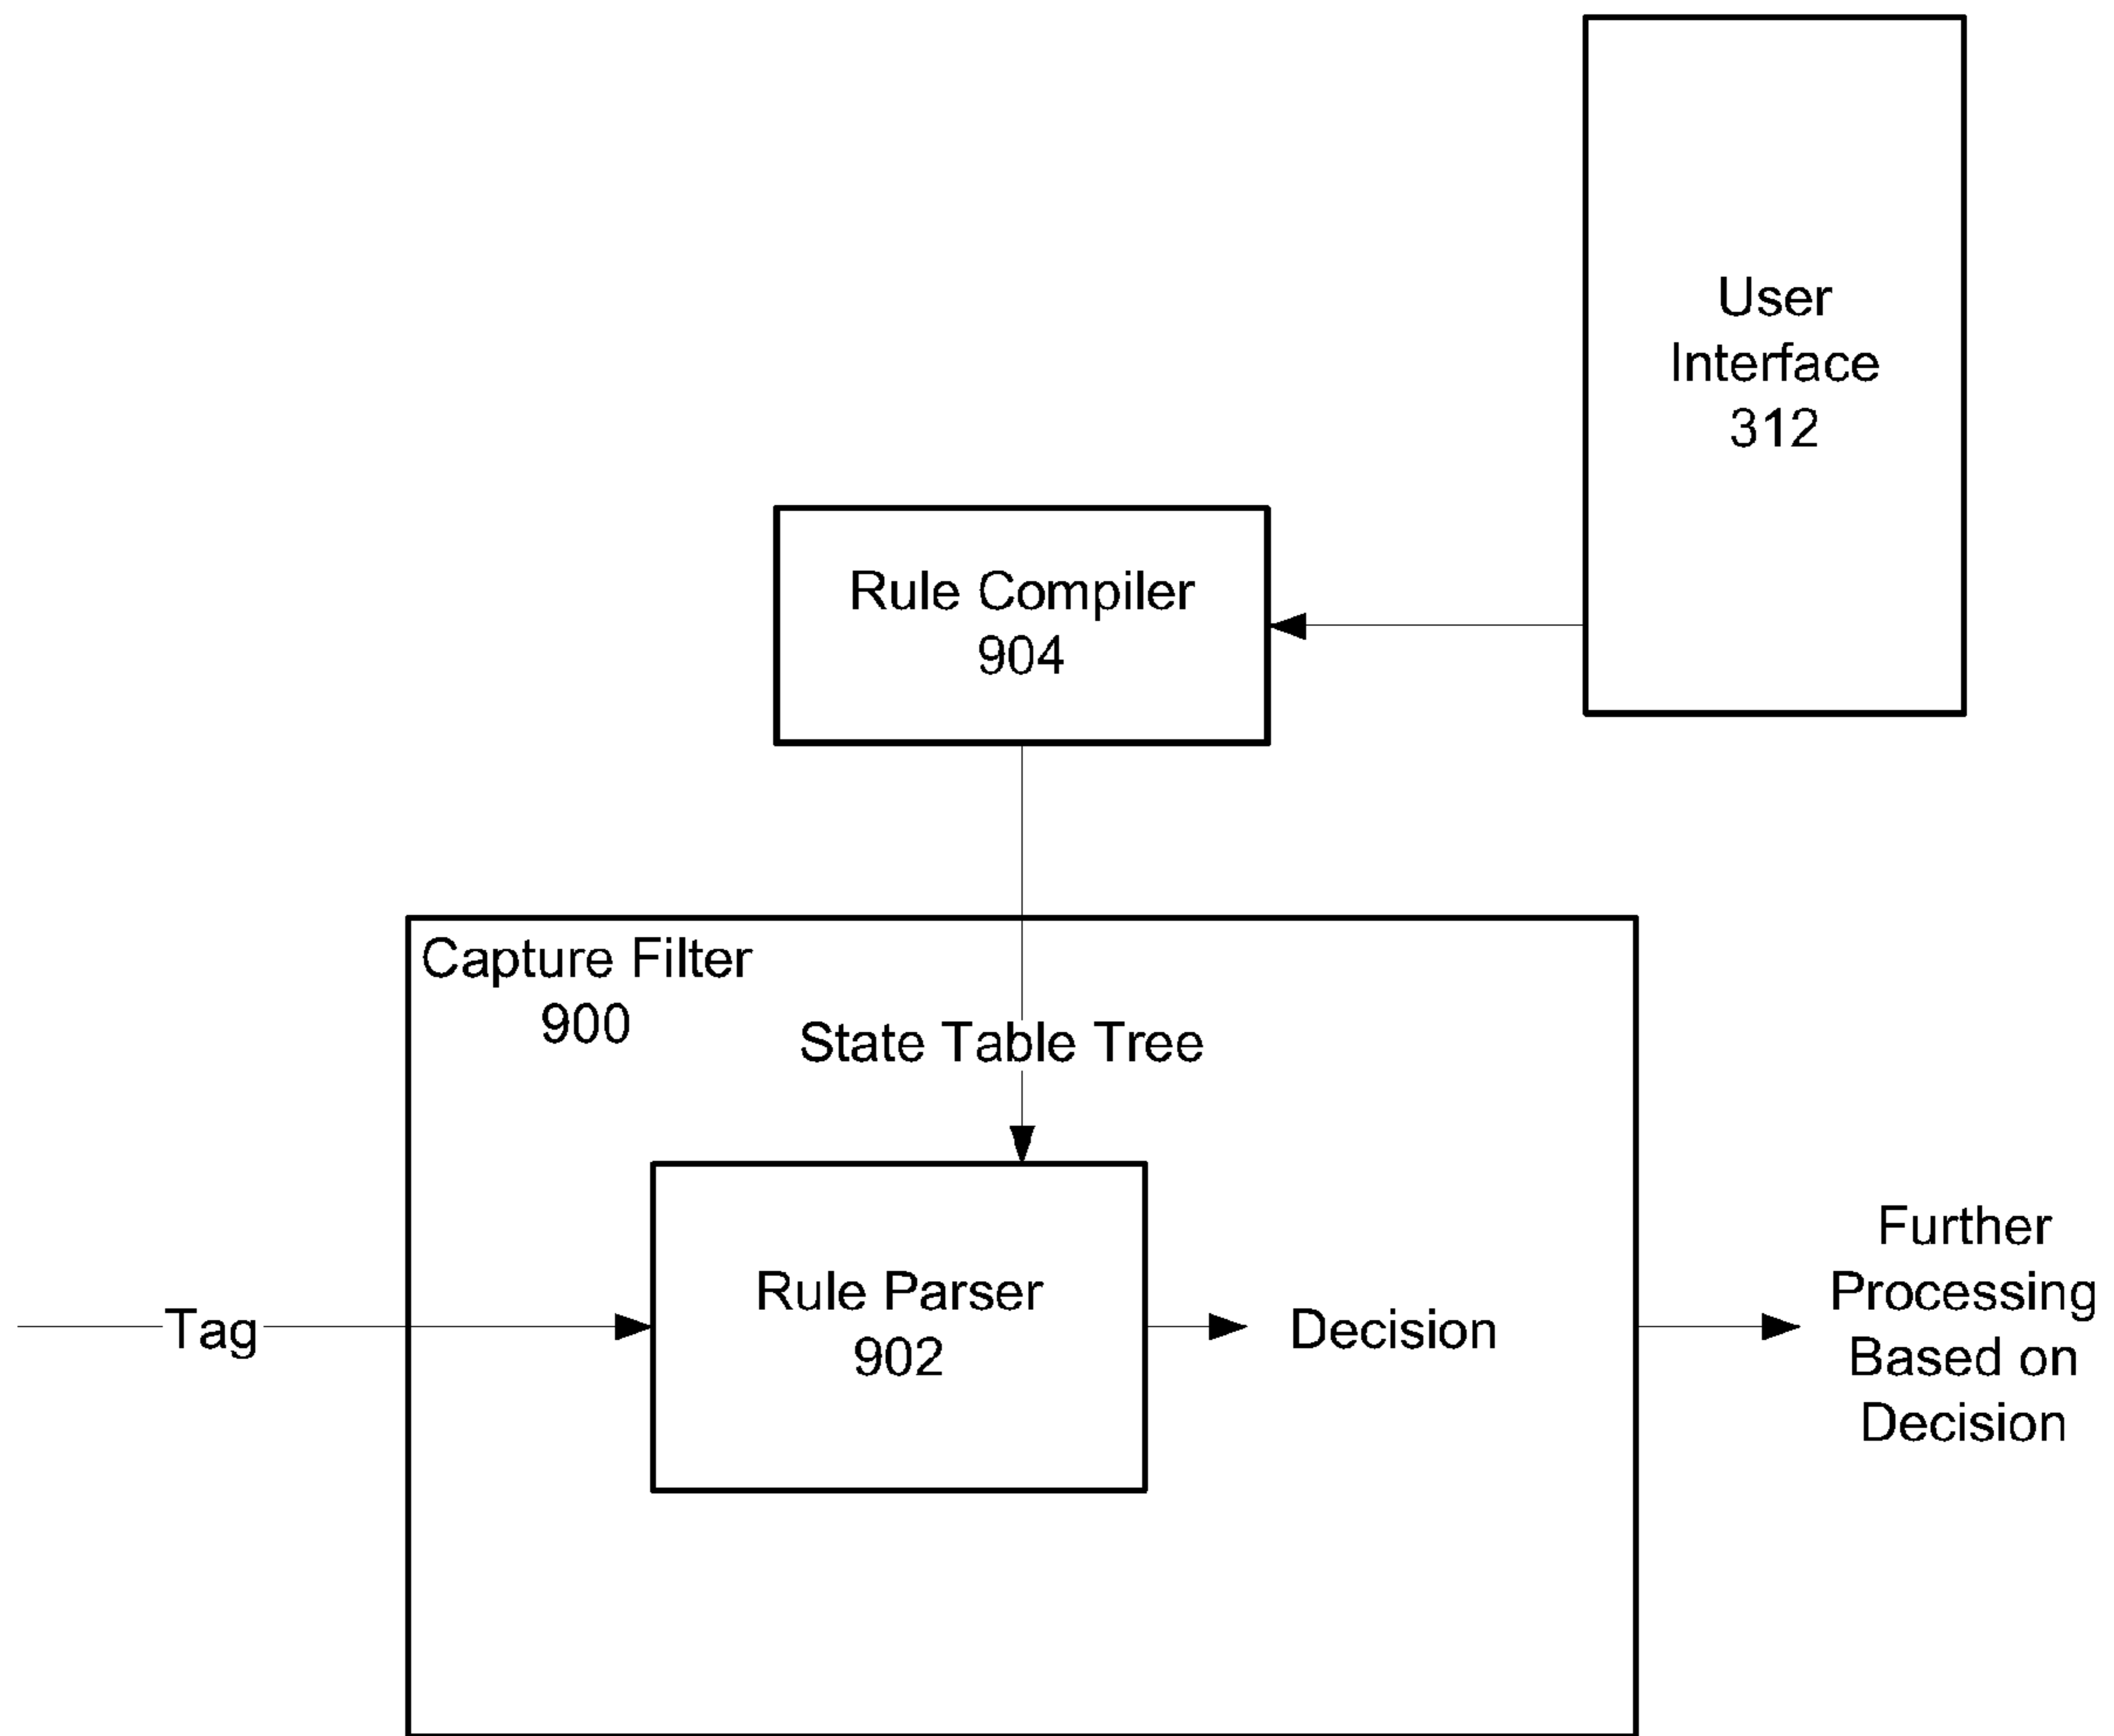 User
Interface
312
Rule Compiler
904
Capture Filter
900
State Table Tree
Rule Parser
902
Tag
Decision
Further
Processing
Based on
Decision